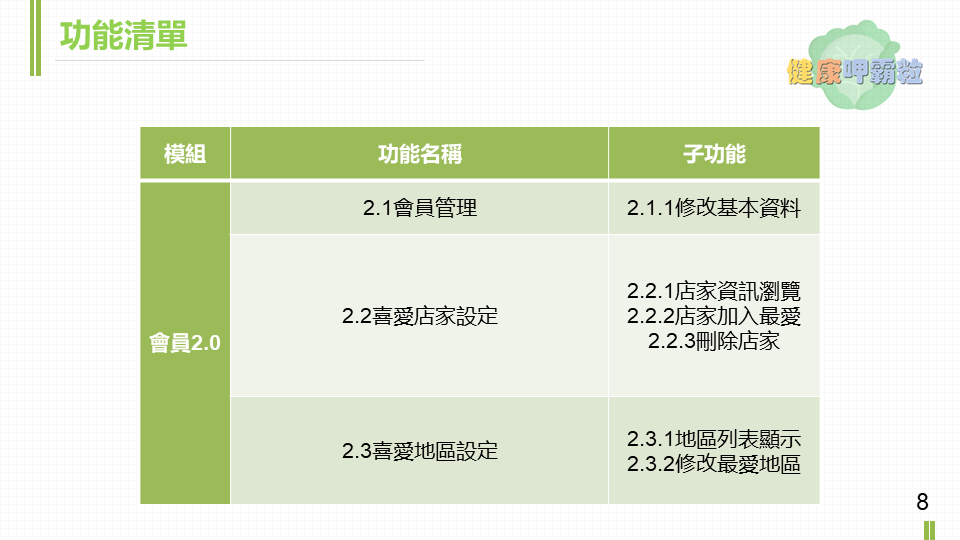 功能清單
健康呷霸粒
模組
功能名稱
子功能
會員2.0
2.1會員管理
2.1.1修改基本資料
2.2喜愛店家設定
2.2.1店家資訊瀏覽
2.2.2店家加入最愛
2.2.3刪除店家
2.3喜愛地區設定
2.3.1地區列表顯示
2.3.2修改最愛地區
8